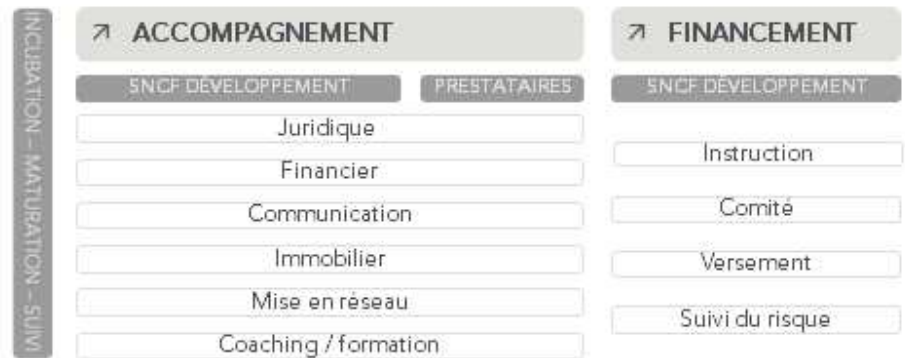 INCUBATION – MATURATION – SUIVI
ACCOMPAGNEMENT
SNCF DÉVELOPPEMENT
PRESTATAIRES
Juridique
Financier
Communication
Immobilier
Mise en réseau
Coaching / formation
FINANCEMENT
SNCF DÉVELOPPEMENT
Instruction
Comité
Versement
Suivi du risque